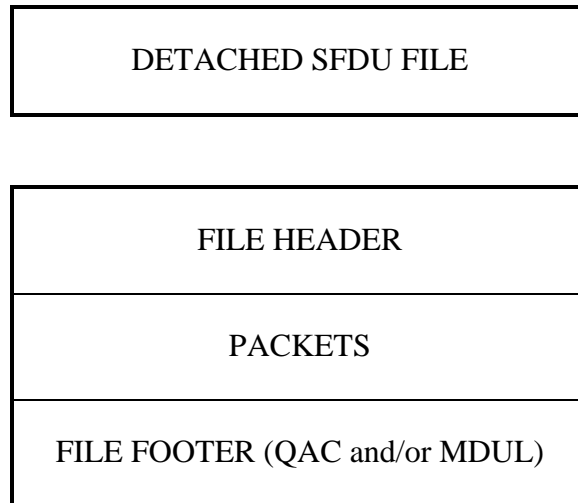 DETACHED SFDU FILE
FILE HEADER
PACKETS
FILE FOOTER (QAC and/or MDUL)